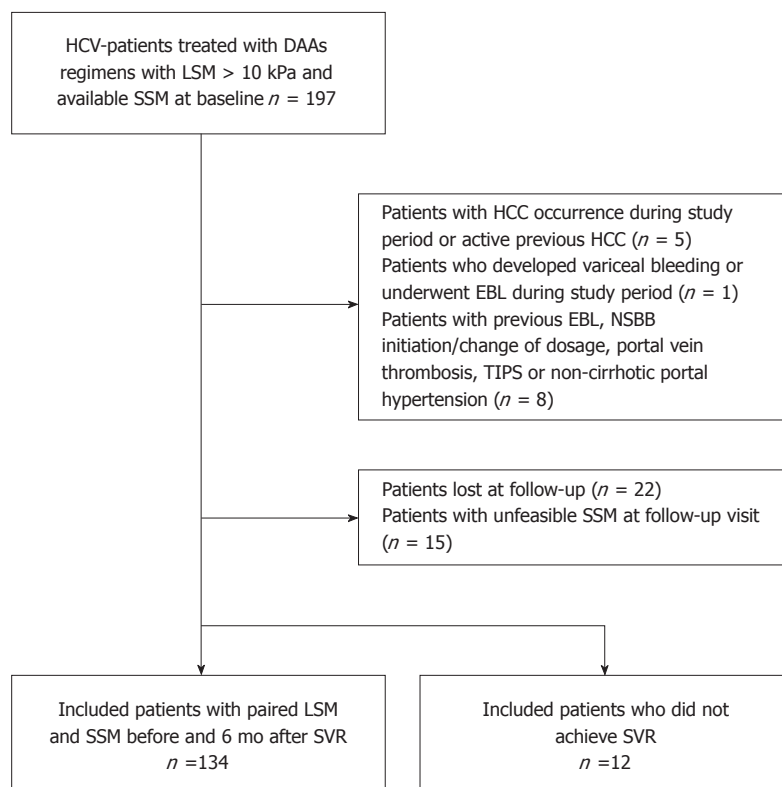 HCV-patients treated with DAAs
regimens with LSM > 10 kPa and
available SSM at baseline n = 197
Patients with HCC occurrence during study
period or active previous HCC (n = 5)
Patients who developed variceal bleeding or
underwent EBL during study period (n = 1)
Patients with previous EBL, NSBB
initiation/change of dosage, portal vein
thrombosis, TIPS or non-cirrhotic portal
hypertension (n = 8)
Patients lost at follow-up (n = 22)
Patients with unfeasible SSM at follow-up visit
(n = 15)
Included patients with paired LSM
and SSM before and 6 mo after SVR
n =134
Included patients who did not
achieve SVR
n =12